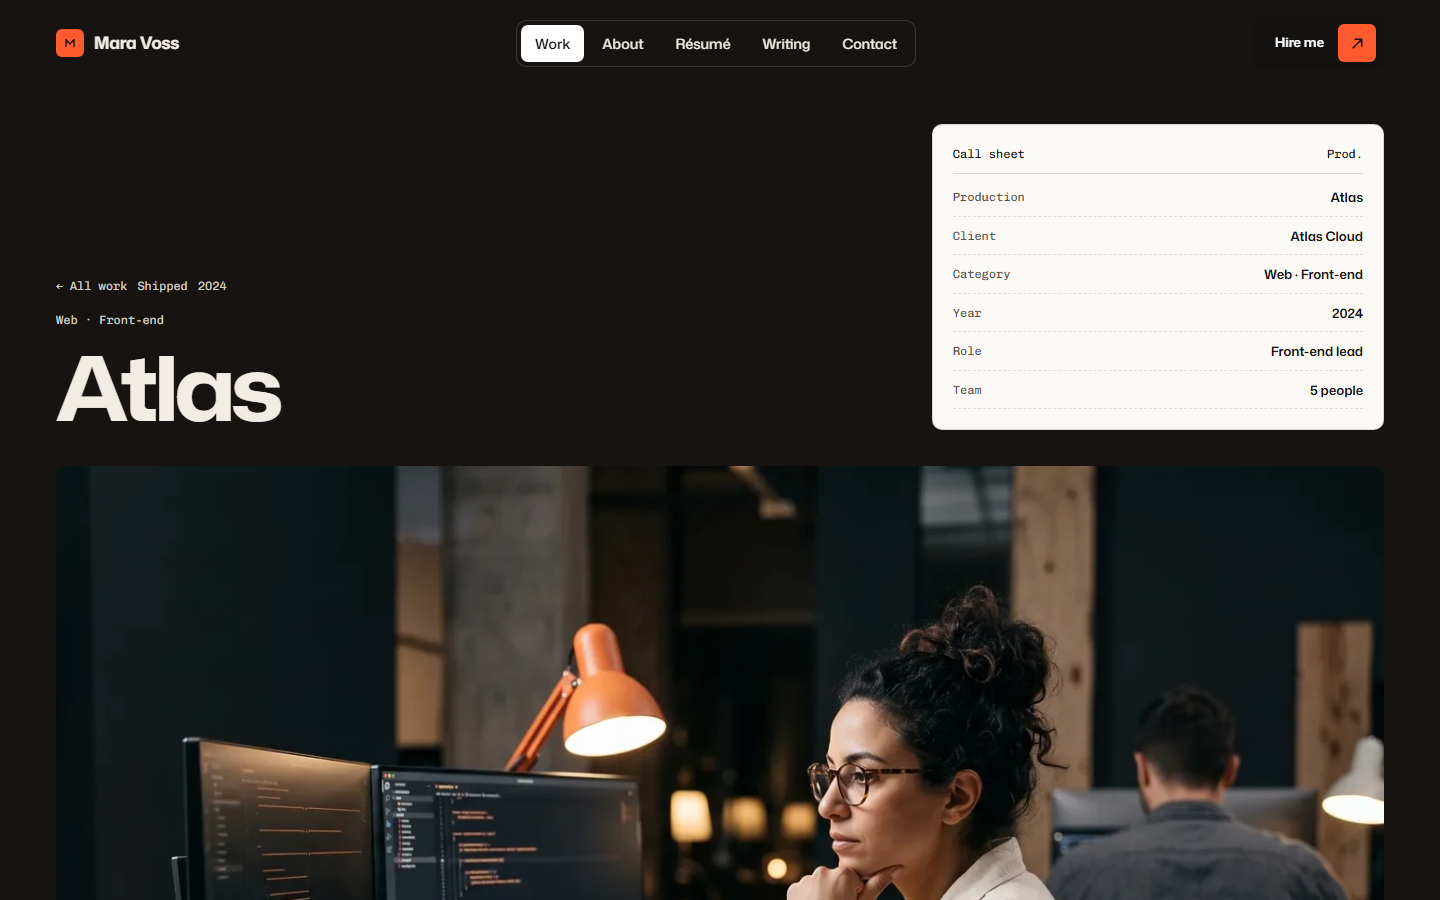 M Mara Voss
Work About Résumé Writing Contact
Hire me
Call sheet Prod.
Production Atlas
Client Atlas Cloud
Category Web · Front-end
Year 2024
Role Front-end lead
Team 5 people
← All work Shipped 2024
Web · Front-end
Atlas